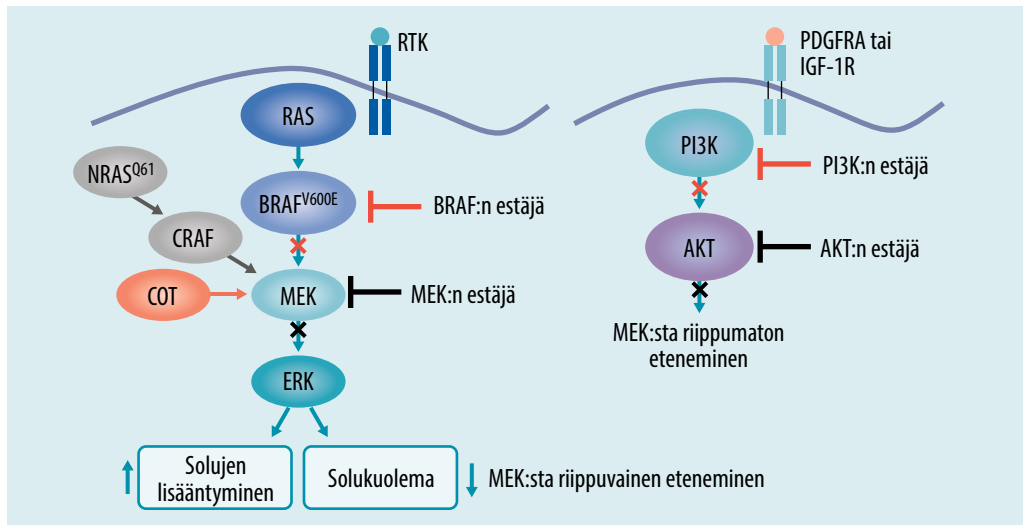 RTK
PDGFRA tai
IGF-1R
RAS
PI3K
NRASQ61
PI3K:n estäjä
BRAFV600E
BRAF:n estäjä
CRAF
AKT
AKT:n estäjä
COT
MEK
MEK:n estäjä
MEK:sta riippumaton
eteneminen
ERK
Solujen
lisääntyminen
Solukuolema
MEK:sta riippuvainen eteneminen